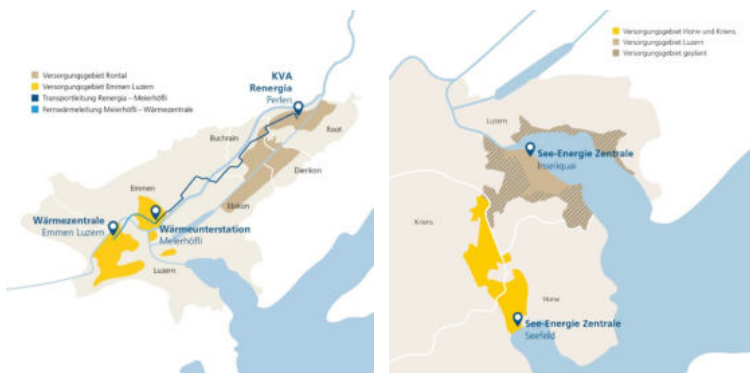 Versorgungsgebiet Rontal
Versorgungsgebiet Emmen Luzern
Transportleitung Renergia – Meierhöfli
Fernwärmeleitung Meierhöfli – Wärmezentrale
KVA
Renergia
Perlen
Buchrain
Root
Dierikon
Emmen
Ebikon
Wärmezentrale
Emmen Luzern
Wärmeunterstation
Meierhöfli
Luzern
Versorgungsgebiet Horw und Kriens
Versorgungsgebiet Luzern
Versorgungsgebiet geplant
Luzern
See-Energie Zentrale
Inseliquai
Kriens
Horw
See-Energie Zentrale
Seefeld